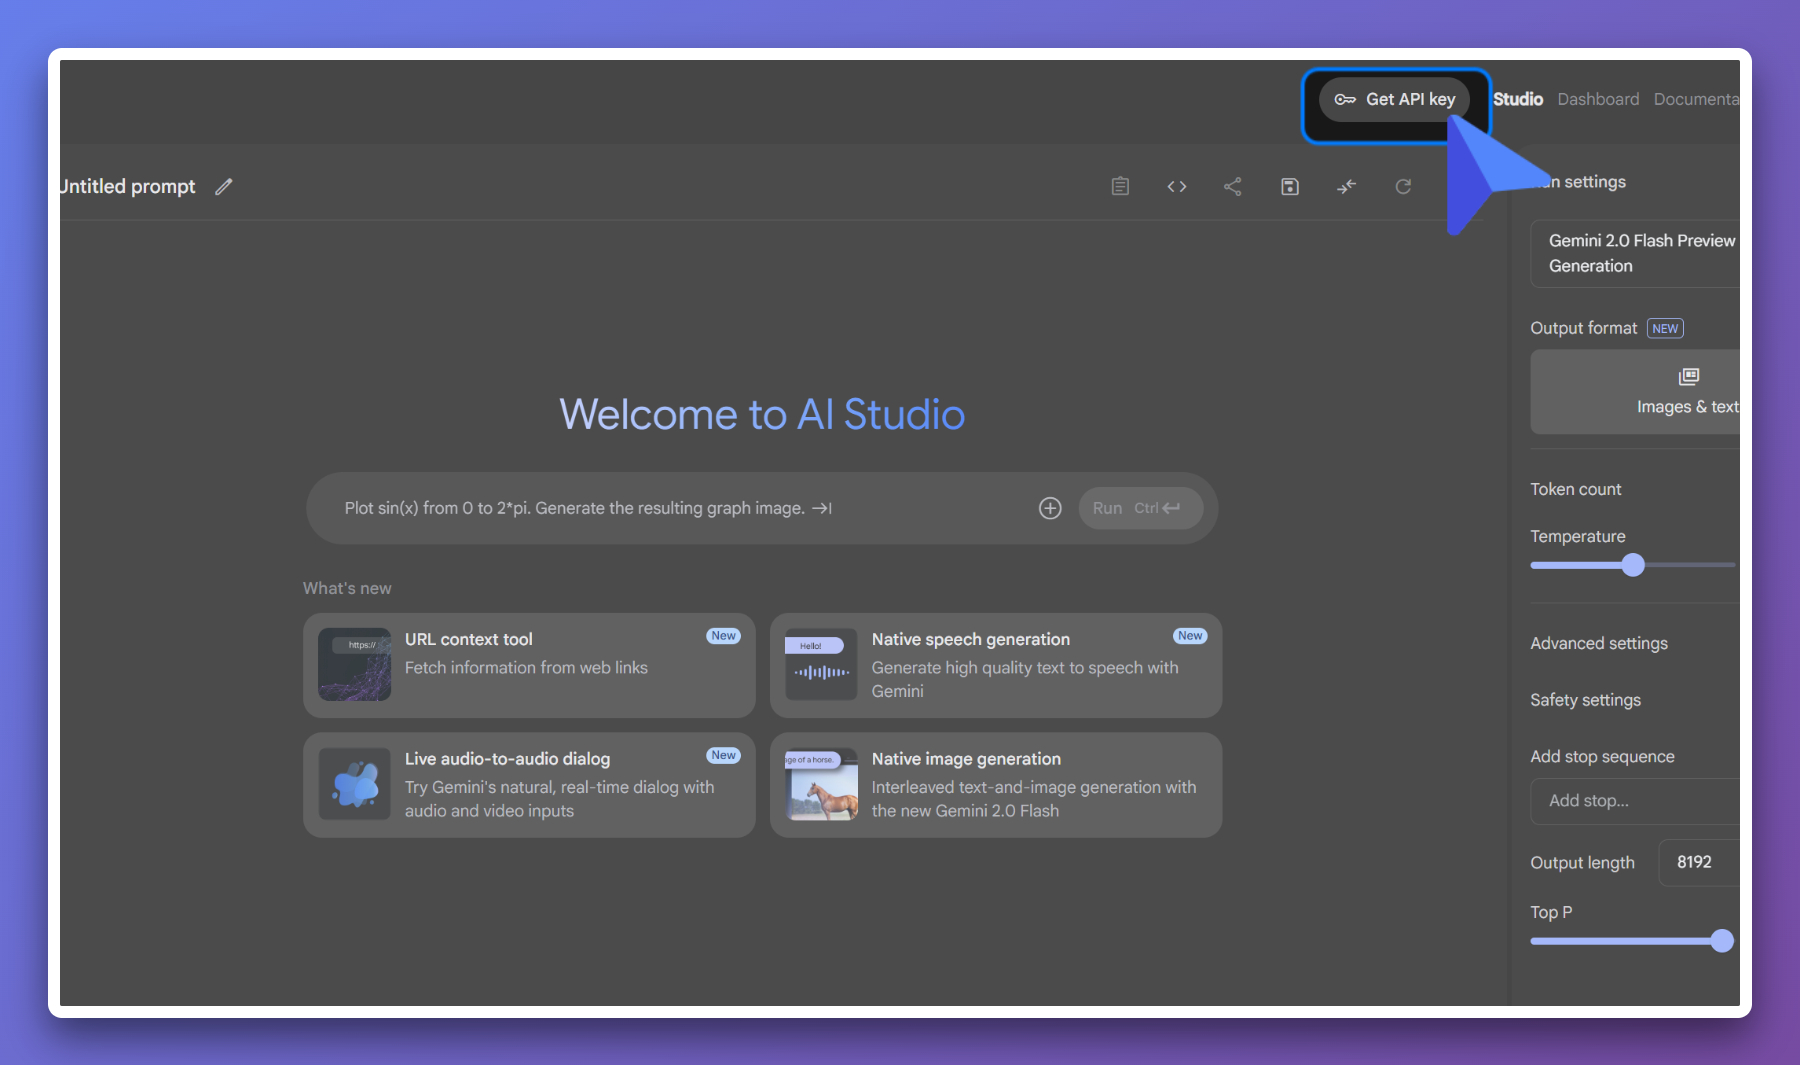 Get API key
Studio Dashboard Documenta
Untitled prompt
settings
Gemini 2.0 Flash Preview
Generation
Output format NEW
Images & text
Welcome to AI Studio
Token count
Plot sin(x) from 0 to 2*pi. Generate the resulting graph image.
Run Ctrl
Temperature
What's new
https://
URL context tool
New
Fetch information from web links
Hello!
Native speech generation
New
Generate high quality text to speech with
Gemini
Live audio-to-audio dialog
New
Try Gemini's natural, real-time dialog with
audio and video inputs
age of a horse.
Native image generation
Interleaved text-and-image generation with
the new Gemini 2.0 Flash
Advanced settings
Safety settings
Add stop sequence
Add stop...
Output length 8192
Top P